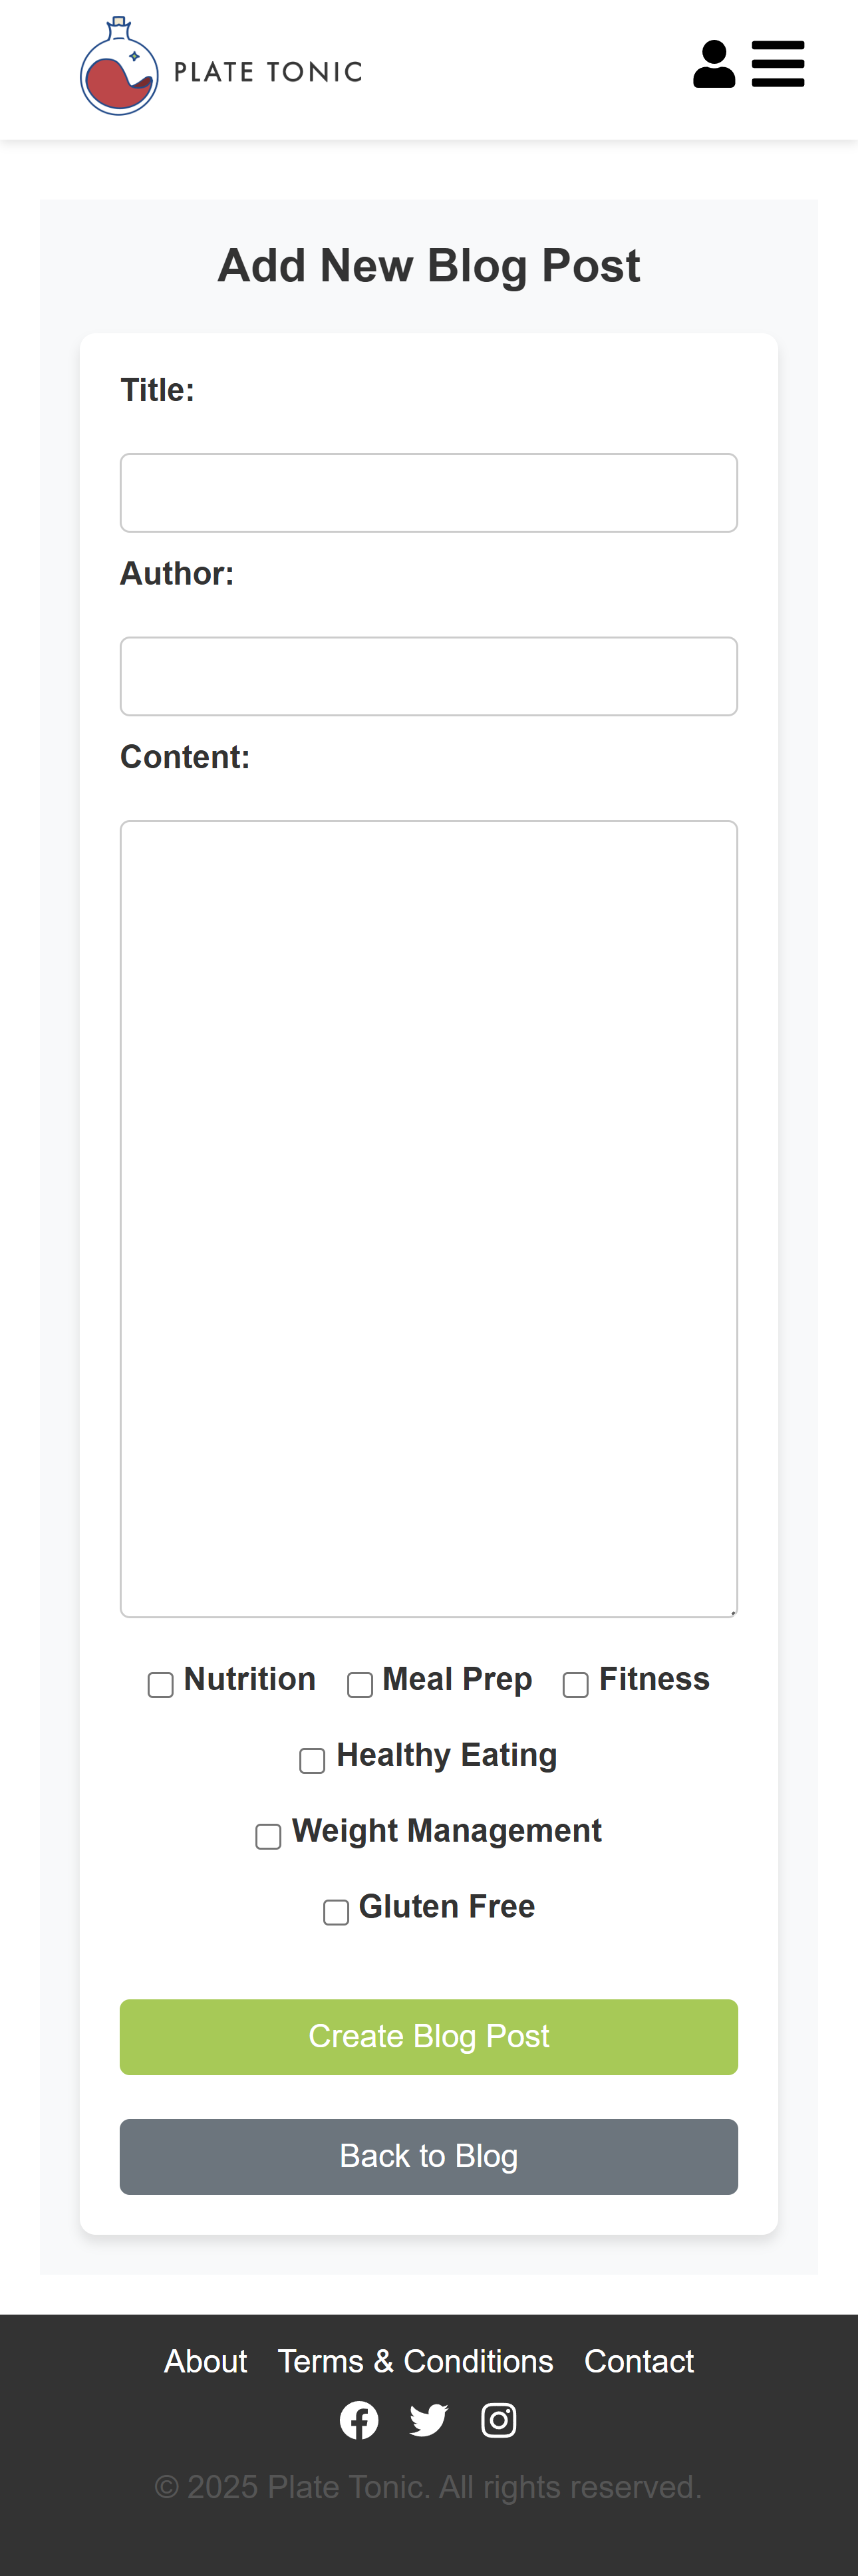 PLATE TONIC
Add New Blog Post
Title:
Author:
Content:
Nutrition Meal Prep Fitness
Healthy Eating
Weight Management
Gluten Free
Create Blog Post
Back to Blog
About Terms & Conditions Contact
© 2025 Plate Tonic. All rights reserved.